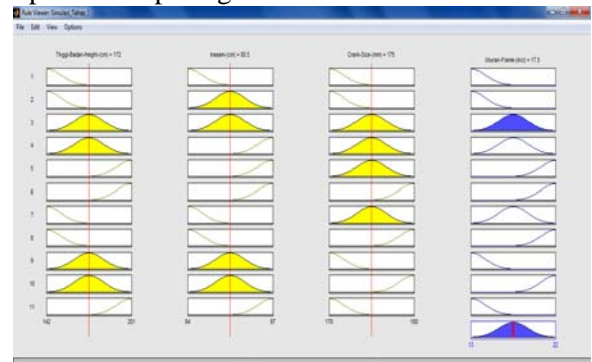 Rule Viewer: Simulasi_Tahap_1
File Edit View Options
Tinggi-Badan-Height-(cm) = 172
Inseam-(cm) = 80.5
Crank-Size-(mm) = 175
Ukuran-Frame-(inci) = 17.5
1
2
3
4
5
6
7
8
9
10
11
142 201
64 97
170 180
13 22